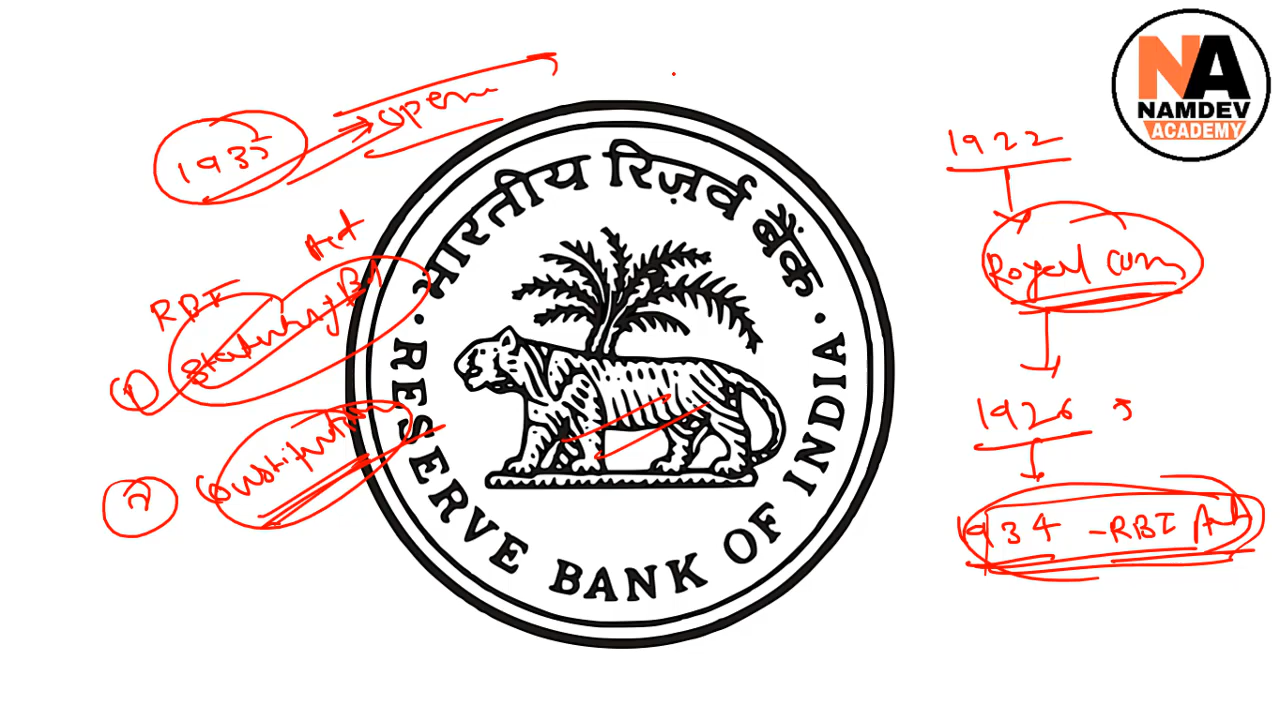 NA
NAMDEV
ACADEMY
1935 → open
1922
Royal com
1926
1934 - RBI Act
Act
RBI
① Statutory Bd
② Constitution
भारतीय रिज़र्व बैंक
RESERVE BANK OF INDIA